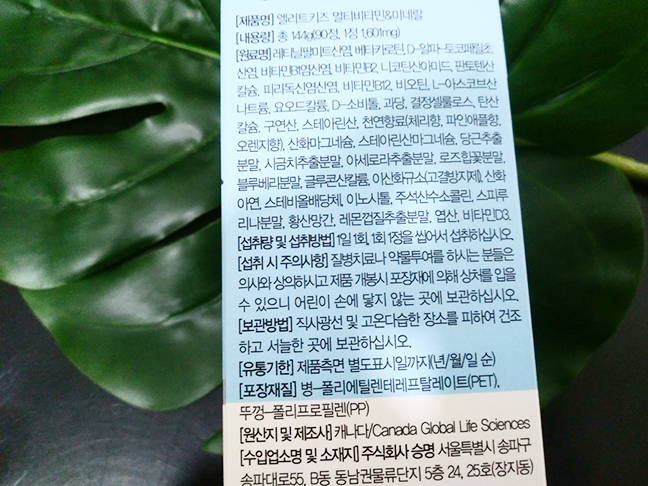 [제품명] 엘리트키즈 멀티비타민&미네랄
[내용량] 총 144g(90정, 1정 1,601mg)
[원료명] 레티닐팔미트산염, 베타카로틴, D-알파-토코페릴초
산염, 비타민B1염산염, 비타민B2, 니코틴산아미드, 판토텐산
칼슘, 피리독신염산염, 비타민B12, 비오틴, L-아스코브산
나트륨, 요오드칼륨, D-소비톨, 과당, 결정셀룰로스, 탄산
칼슘, 구연산, 스테아린산, 천연향료(체리향, 파인애플향,
오렌지향), 산화마그네슘, 스테아린산마그네슘, 당근추출
분말, 시금치추출분말, 아세로라추출분말, 로즈합꽃분말,
블루베리분말, 글루콘산칼륨, 이산화규소(고결방지제), 산화
아연, 스테비올배당체, 이노시톨, 주석산수소콜린, 스피루
리나분말, 황산망간, 레몬껍질추출분말, 염산, 비타민D3.
[섭취량 및 섭취방법] 1일 1회, 1회 1정을 씹어서 섭취하십시오.
[섭취 시 주의사항] 질병치료나 약물투여를 하시는 분들은
의사와 상의하시고 제품 개봉시 포장재에 의해 상처를 입을
수 있으니 어린이 손에 닿지 않는 곳에 보관하십시오.
[보관방법] 직사광선 및 고온다습한 장소를 피하여 건조
하고 서늘한 곳에 보관하십시오.
[유통기한] 제품측면 별도표시일까지(년/월/일 순)
[포장재질] 병-폴리에틸렌테레프탈레이트(PET),
뚜껑-폴리프로필렌(PP)
[원산지 및 제조사] 캐나다/Canada Global Life Sciences
[수입업소명 및 소재지] 주식회사 승명 서울특별시 송파구
송파대로55, B동 동남권물류단지 5층 24, 25호(장지동)